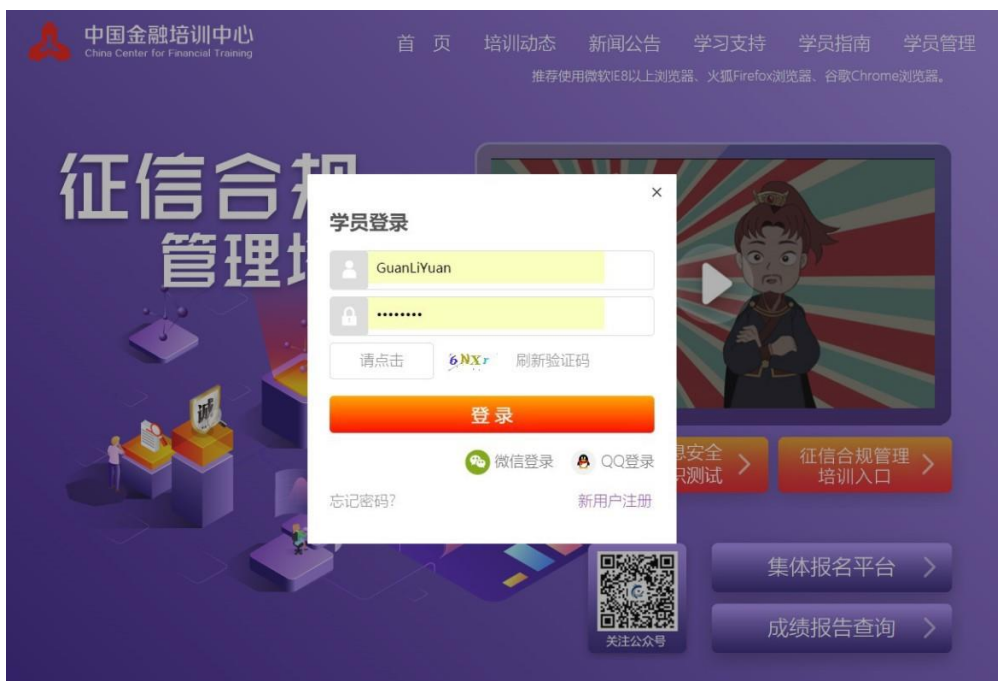 中国金融培训中心
China Center for Financial Training
首 页 培训动态 新闻公告 学习支持 学员指南 学员管理
推荐使用微软IE8以上浏览器、火狐Firefox浏览器、谷歌Chrome浏览器。
征信合
管理
×
学员登录
GuanLiYuan
••••••••
请点击 6NXr 刷新验证码
登 录
微信登录 QQ登录
忘记密码? 新用户注册
诚
安全
测试
征信合规管理
培训入口
关注公众号
集体报名平台
成绩报告查询